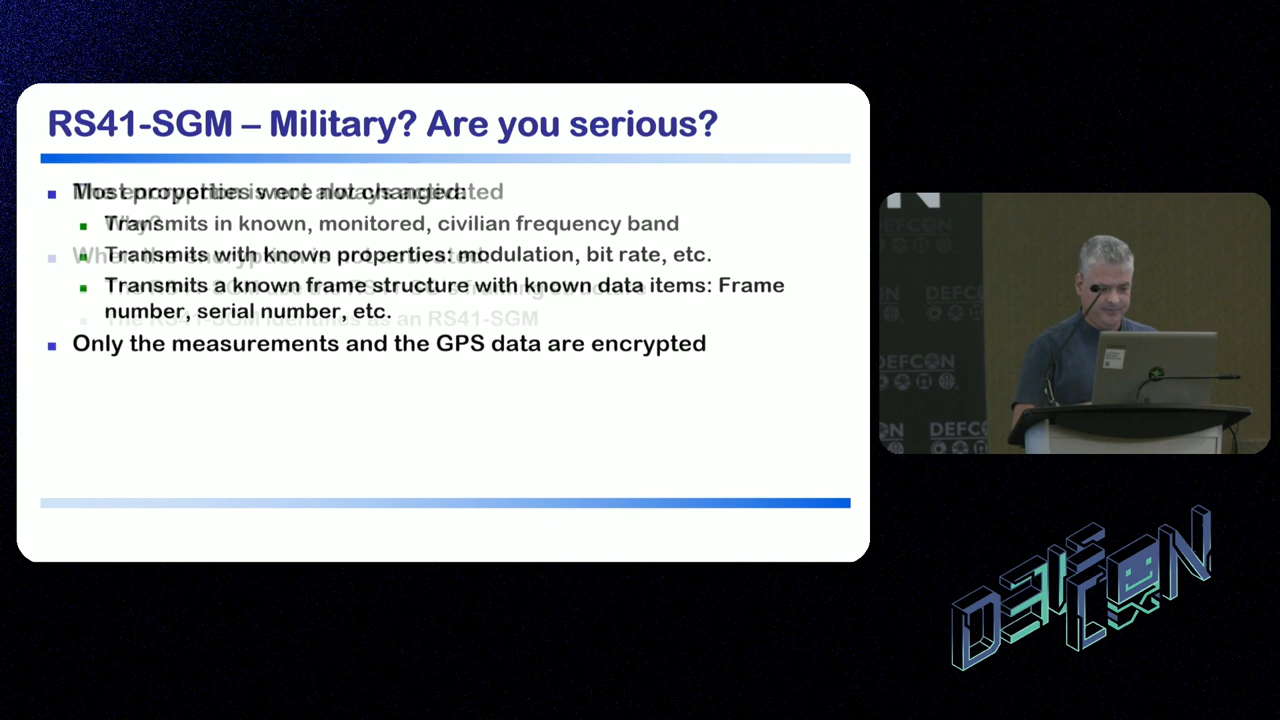 RS41-SGM – Military? Are you serious?
Most properties were not changed:
Transmits in known, monitored, civilian frequency band
Transmits with known properties: modulation, bit rate, etc.
Transmits a known frame structure with known data items: Frame
number, serial number, etc.
The RS41-SGM identifies as an RS41-SGM
Only the measurements and the GPS data are encrypted
DEFCON
DEFCON
DEFCON
DEFCON